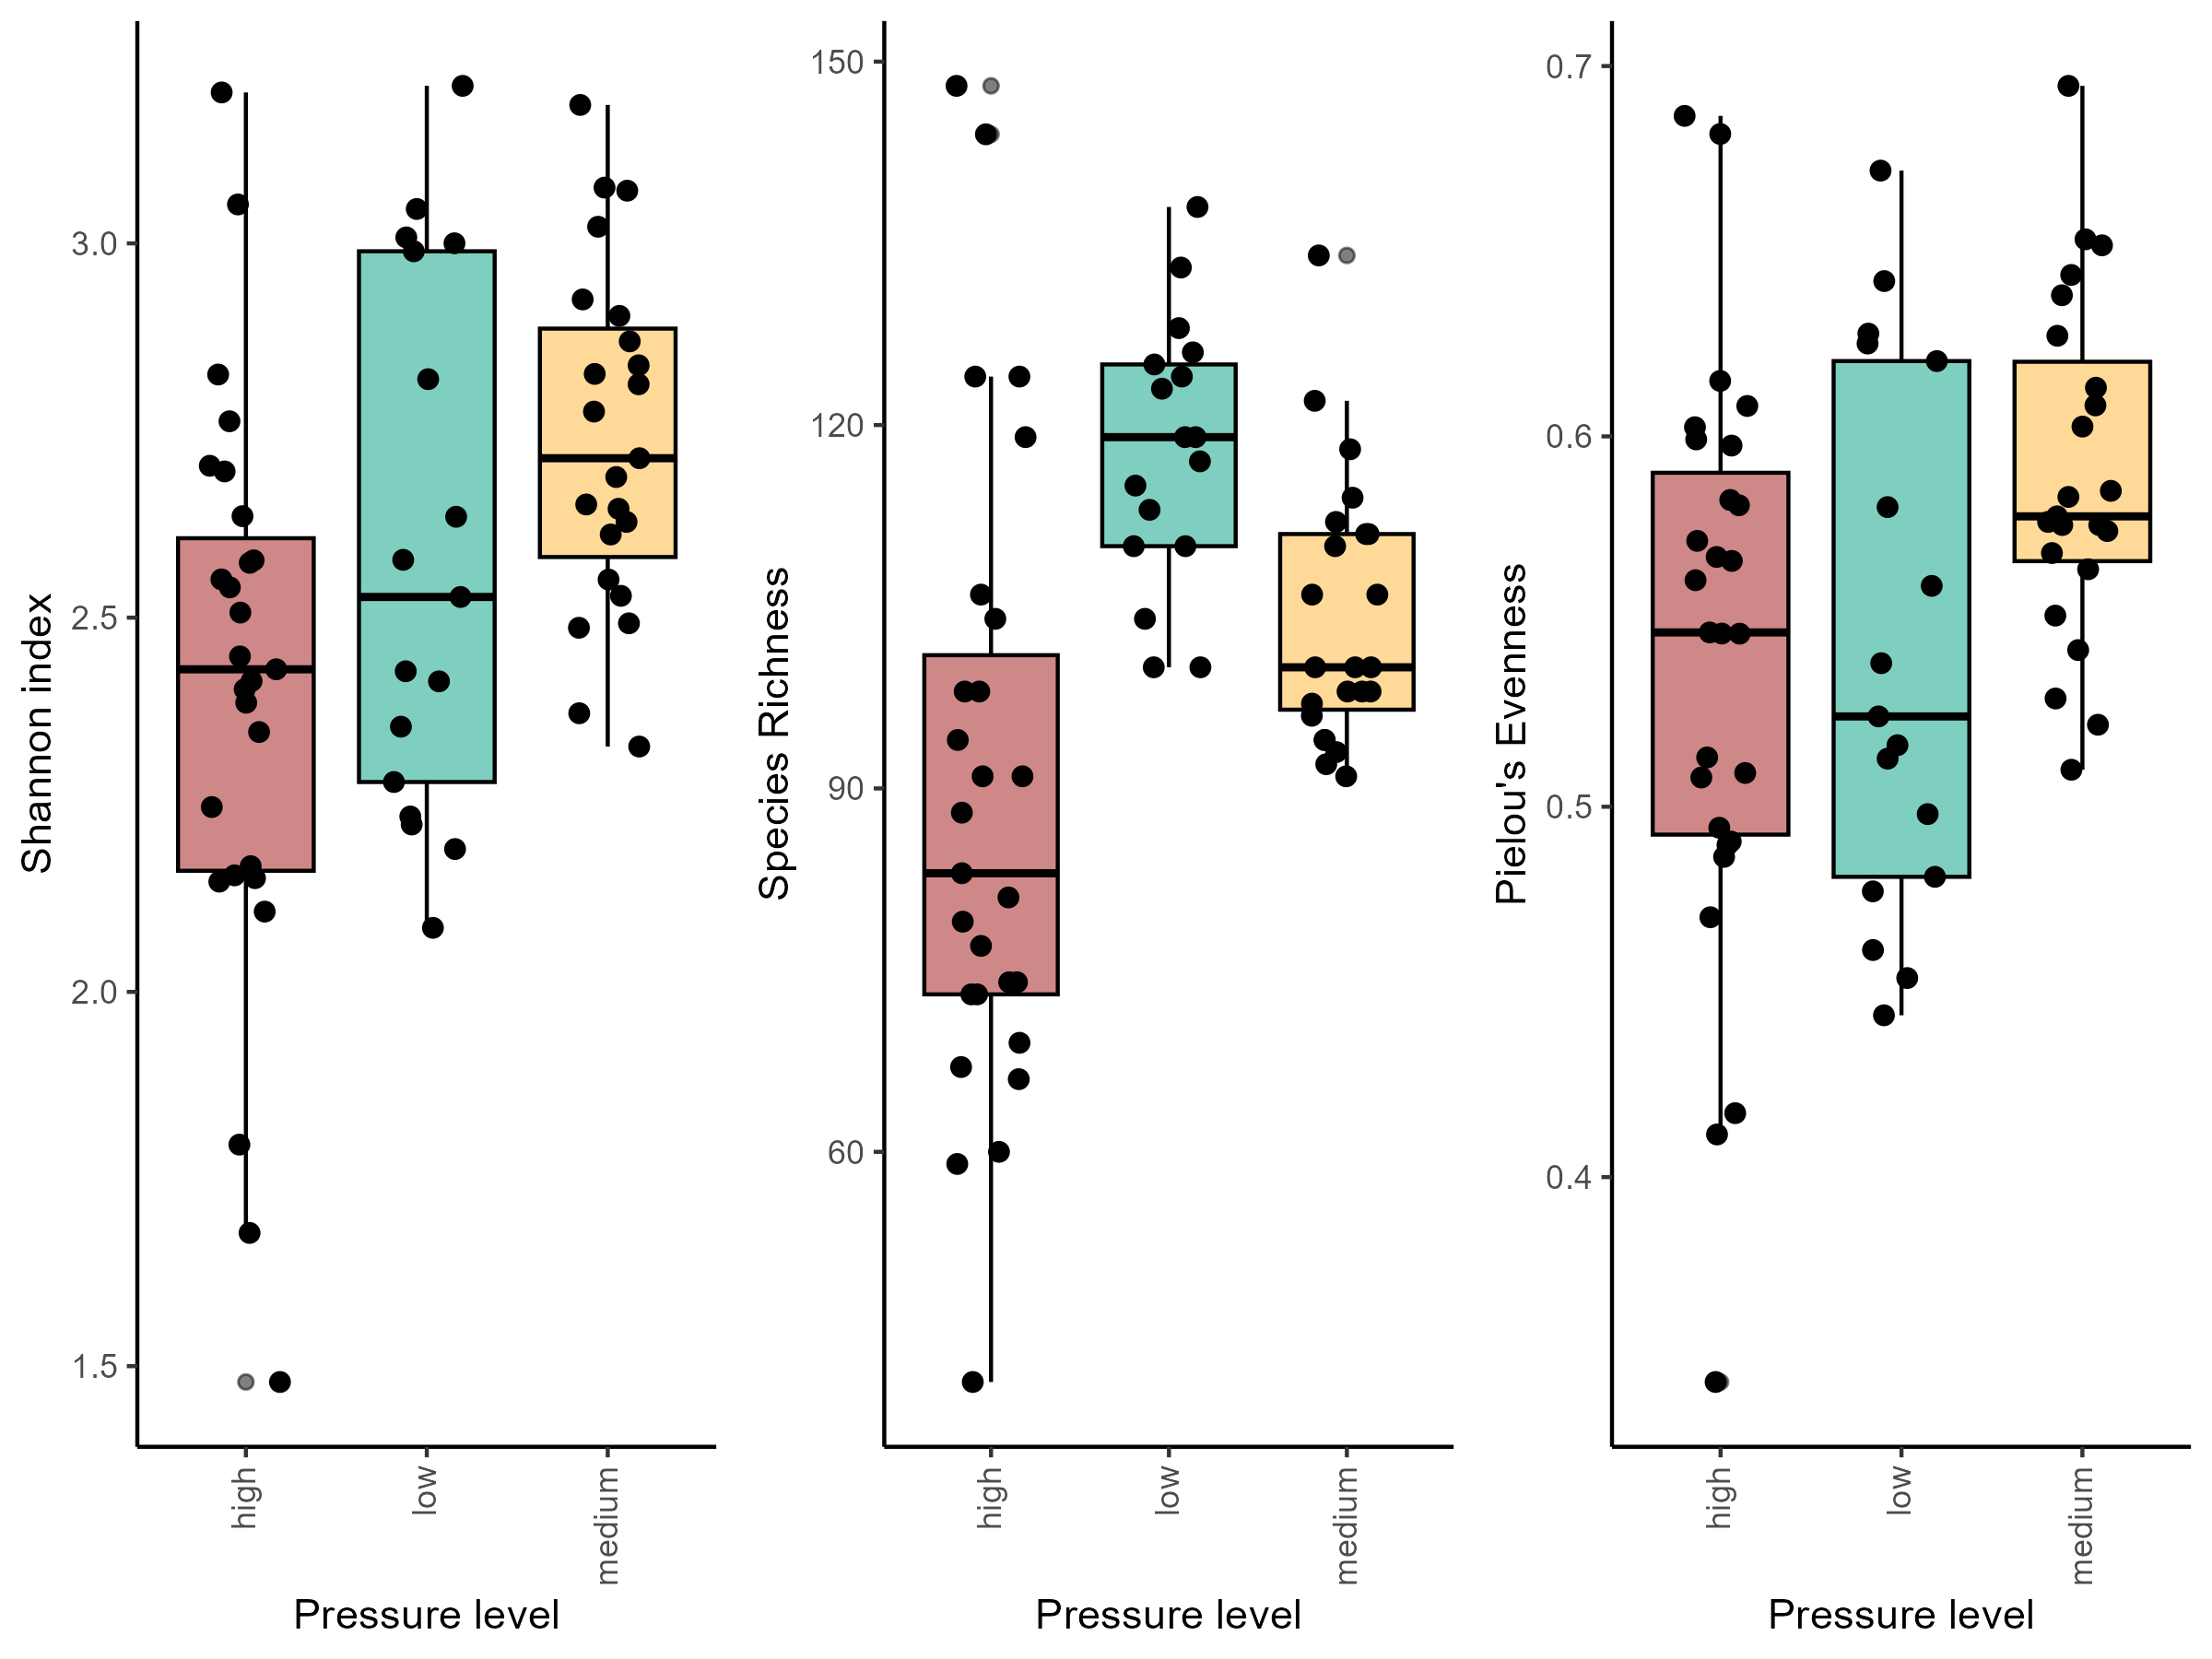 Shannon index
3.0
2.5
2.0
1.5
high
low
medium
Pressure level
Species Richness
150
120
90
60
high
low
medium
Pressure level
Pielou's Evenness
0.7
0.6
0.5
0.4
high
low
medium
Pressure level